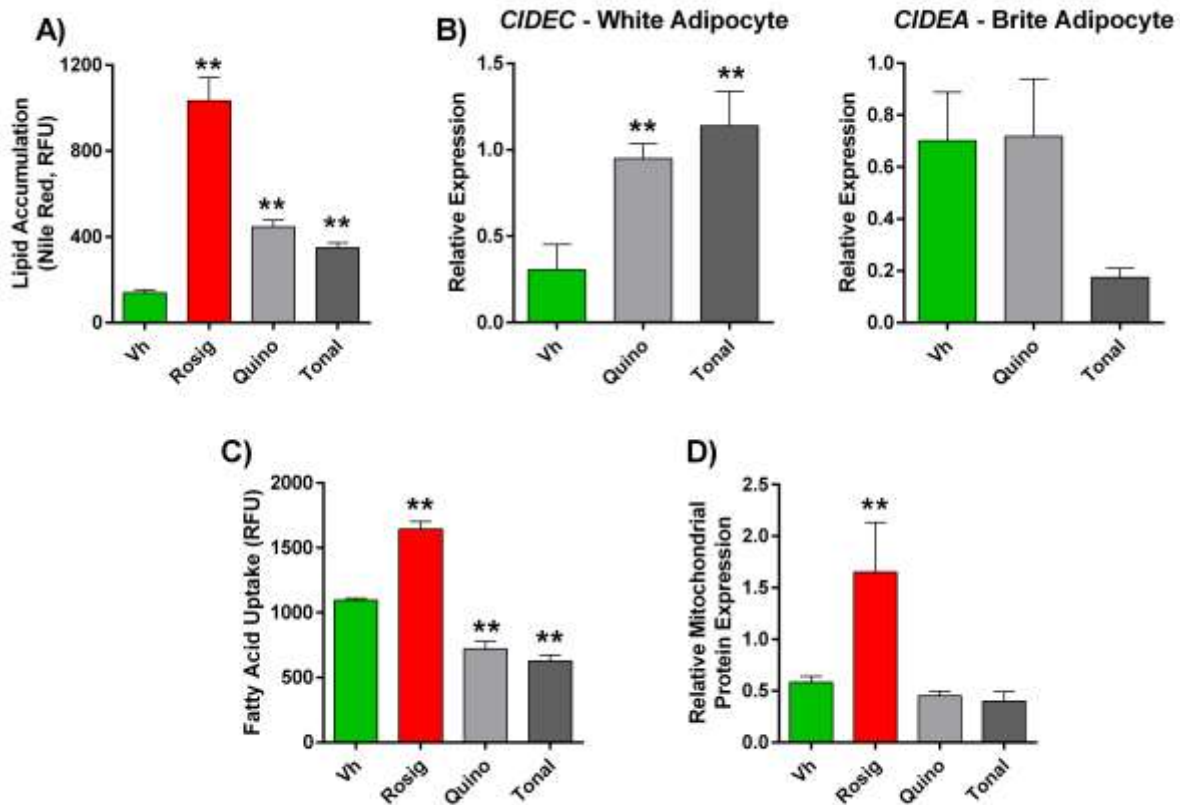 A)
Lipid Accumulation
(Nile Red, RFU)
1200
800
400
0
**
**
**
Vh
Rosig
Quino
Tonal
B)
CIDEC - White Adipocyte
Relative Expression
1.5
1.0
0.5
0.0
**
**
Vh
Quino
Tonal
CIDEA - Brite Adipocyte
Relative Expression
1.0
0.8
0.6
0.4
0.2
0.0
Vh
Quino
Tonal
C)
Fatty Acid Uptake (RFU)
2000
1500
1000
500
0
**
**
**
Vh
Rosig
Quino
Tonal
D)
Relative Mitochondrial
Protein Expression
2.5
2.0
1.5
1.0
0.5
0.0
**
Vh
Rosig
Quino
Tonal